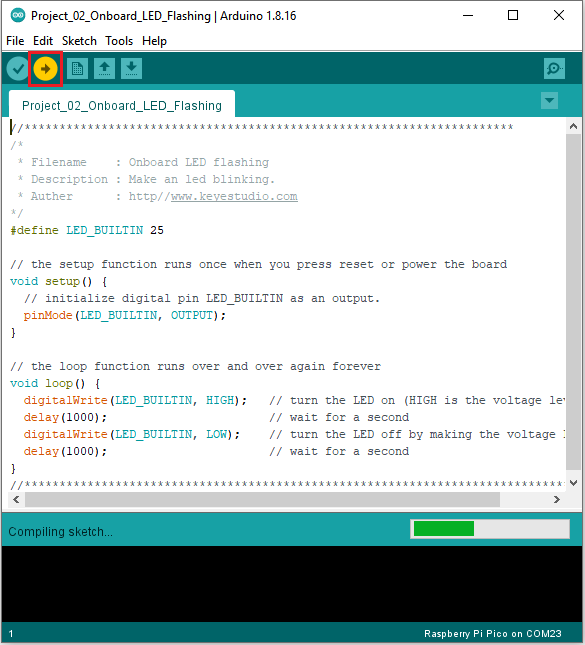 Project_02_Onboard_LED_Flashing | Arduino 1.8.16
File Edit Sketch Tools Help
Project_02_Onboard_LED_Flashing
//**********************************************************************
/*
 * Filename    : Onboard LED flashing
 * Description : Make an led blinking.
 * Auther      : http//www.keyestudio.com
*/
#define LED_BUILTIN 25
// the setup function runs once when you press reset or power the board
void setup() {
  // initialize digital pin LED_BUILTIN as an output.
  pinMode(LED_BUILTIN, OUTPUT);
}
// the loop function runs over and over again forever
void loop() {
  digitalWrite(LED_BUILTIN, HIGH);   // turn the LED on (HIGH is the voltage lev
  delay(1000);                       // wait for a second
  digitalWrite(LED_BUILTIN, LOW);    // turn the LED off by making the voltage
  delay(1000);                       // wait for a second
}
//*******************************************************************************
Compiling sketch...
1 Raspberry Pi Pico on COM23